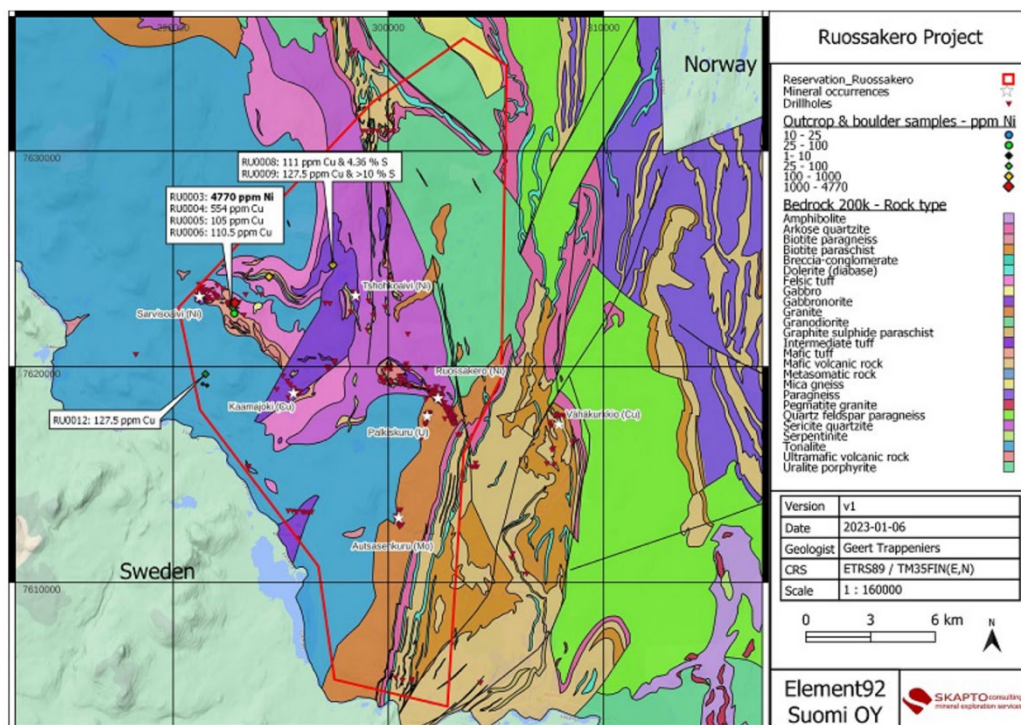 290000
300000
310000
7630000
7620000
7610000
Norway
Sweden
RU0008: 111 ppm Cu & 4.36 % S
RU0009: 127.5 ppm Cu & >10 % S
RU0003: 4770 ppm Ni
RU0004: 554 ppm Cu
RU0005: 105 ppm Cu
RU0006: 110.5 ppm Cu
Tshohkoaivi (Ni)
Sarvisoaivi (Ni)
Ruossakero (Ni)
Kaamajoki (Cu)
Palkiskuru (U)
Vähäkurkkio (Cu)
RU0012: 127.5 ppm Cu
Autsasenkuru (Mo)
Ruossakero Project
Reservation_Ruossakero
Mineral occurrences
Drillholes
Outcrop & boulder samples - ppm Ni
10 - 25
25 - 100
1- 10
25 - 100
100 - 1000
1000 - 4770
Bedrock 200k - Rock type
Amphibolite
Arkose quartzite
Biotite paragneiss
Biotite paraschist
Breccia-conglomerate
Dolerite (diabase)
Felsic tuff
Gabbro
Gabbronorite
Granite
Granodiorite
Graphite sulphide paraschist
Intermediate tuff
Mafic tuff
Mafic volcanic rock
Metasomatic rock
Mica gneiss
Paragneiss
Pegmatite granite
Quartz feldspar paragneiss
Sericite quartzite
Serpentinite
Tonalite
Ultramafic volcanic rock
Uralite porphyrite
Version v1
Date 2023-01-06
Geologist Geert Trappeniers
CRS ETRS89 / TM35FIN(E,N)
Scale 1 : 160000
0 3 6 km
N
Element92
Suomi OY
SKAPTO consulting
mineral exploration services